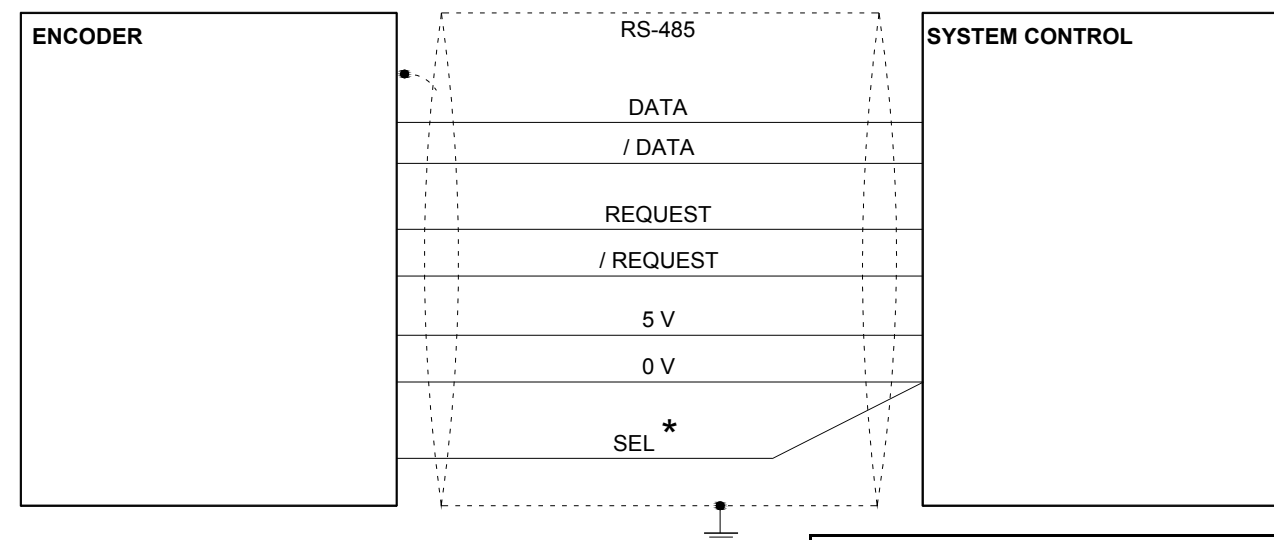 ENCODER
RS-485
SYSTEM CONTROL
DATA
/ DATA
REQUEST
/ REQUEST
5 V
0 V
SEL *